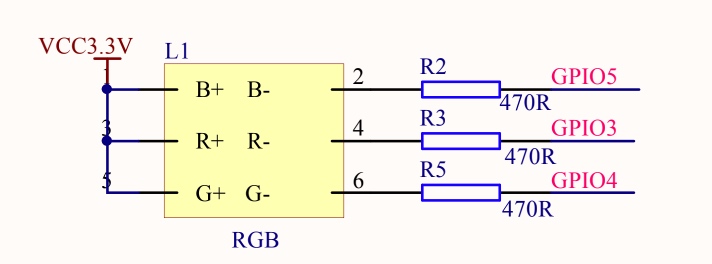 VCC3.3V
L1
1 B+ B- 2 R2 470R GPIO5
3 R+ R- 4 R3 470R GPIO3
5 G+ G- 6 R5 470R GPIO4
RGB